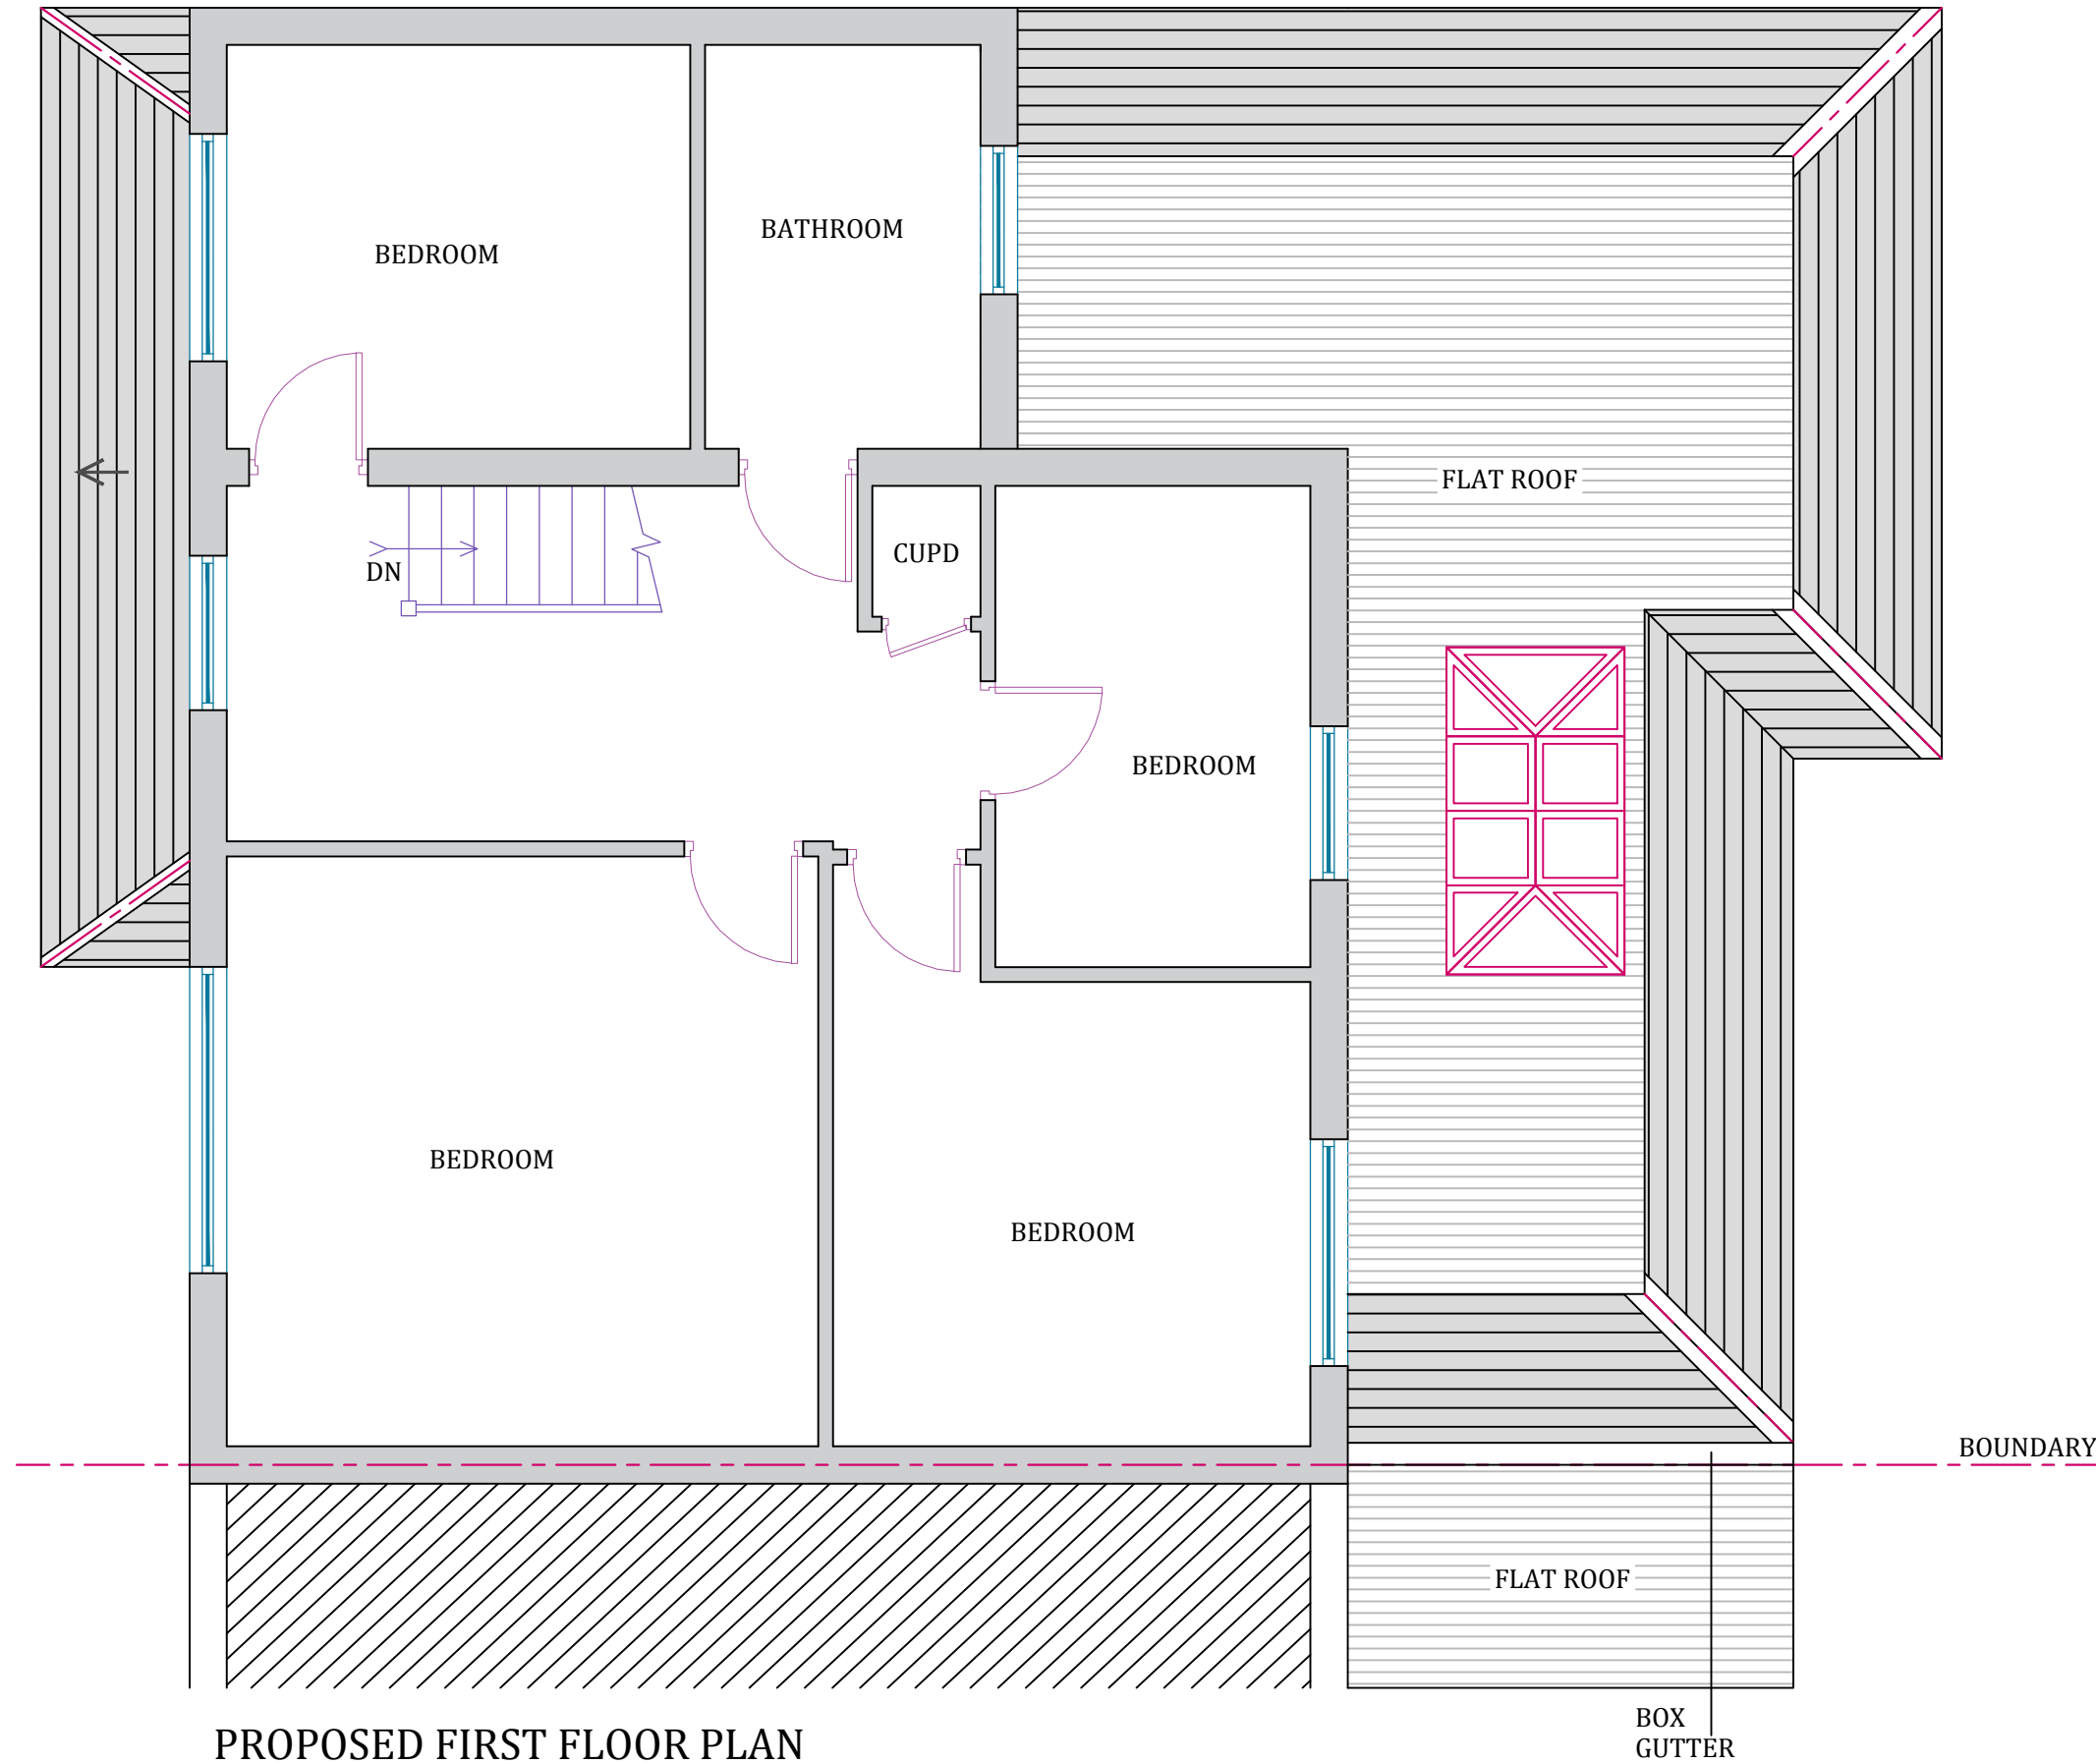 BATHROOM
BEDROOM
FLAT ROOF
CUPD
DN
BEDROOM
BEDROOM
BEDROOM
BOUNDARY
FLAT ROOF
BOX
GUTTER
PROPOSED FIRST FLOOR PLAN